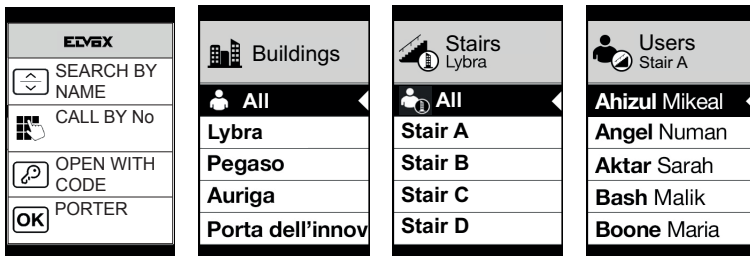 ELVOX
SEARCH BY
NAME
CALL BY No
OPEN WITH
CODE
OK PORTER
Buildings
All
Lybra
Pegaso
Auriga
Porta dell'innov
Stairs
Lybra
All
Stair A
Stair B
Stair C
Stair D
Users
Stair A
Ahizul Mikeal
Angel Numan
Aktar Sarah
Bash Malik
Boone Maria